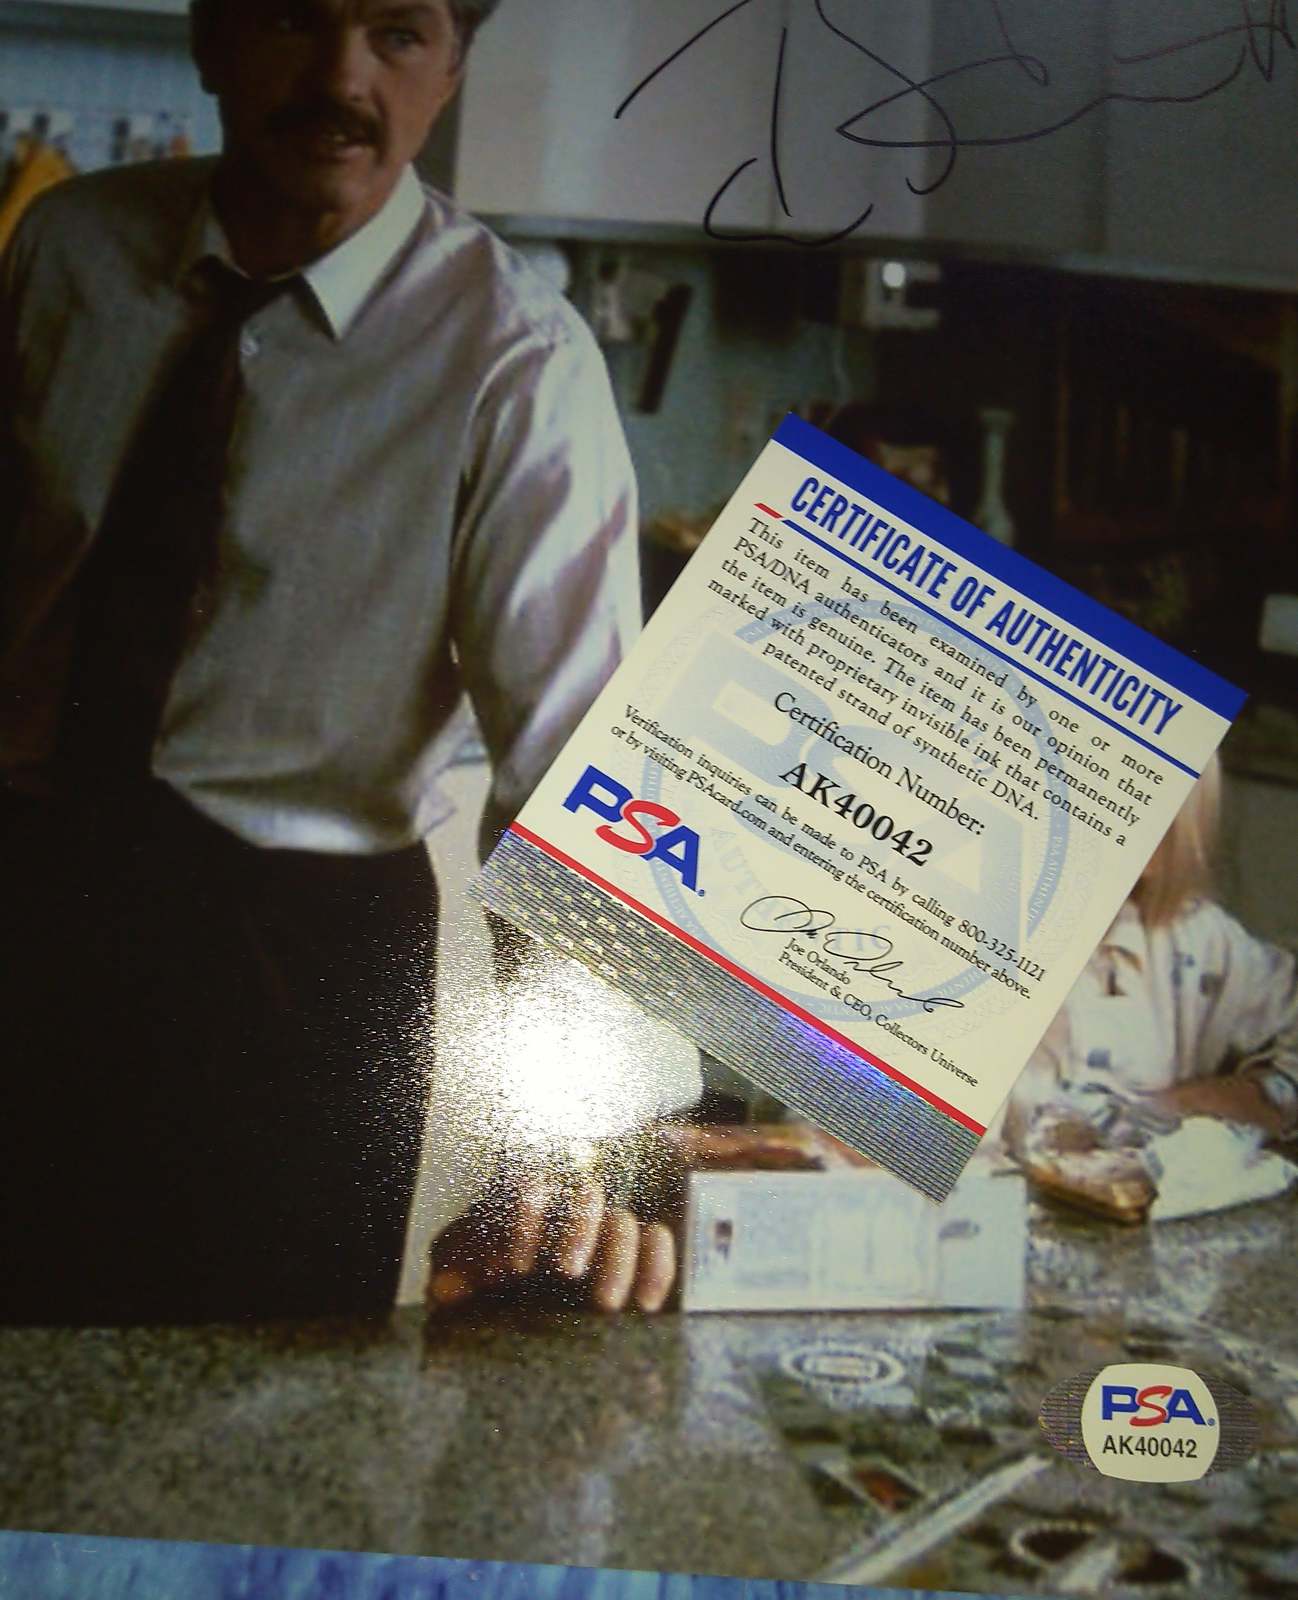 CERTIFICATE OF AUTHENTICITY
This item has been examined by one or more
PSA/DNA authenticators and it is our opinion that
the item is genuine. The item has been permanently
marked with proprietary invisible ink that contains a
patented strand of synthetic DNA.
Certification Number:
AK40042
Verification inquiries can be made to PSA by calling 800-325-1121
or by visiting PSAcard.com and entering the certification number above.
PSA
Joe Orlando
President & CEO, Collectors Universe
PSA
AK40042